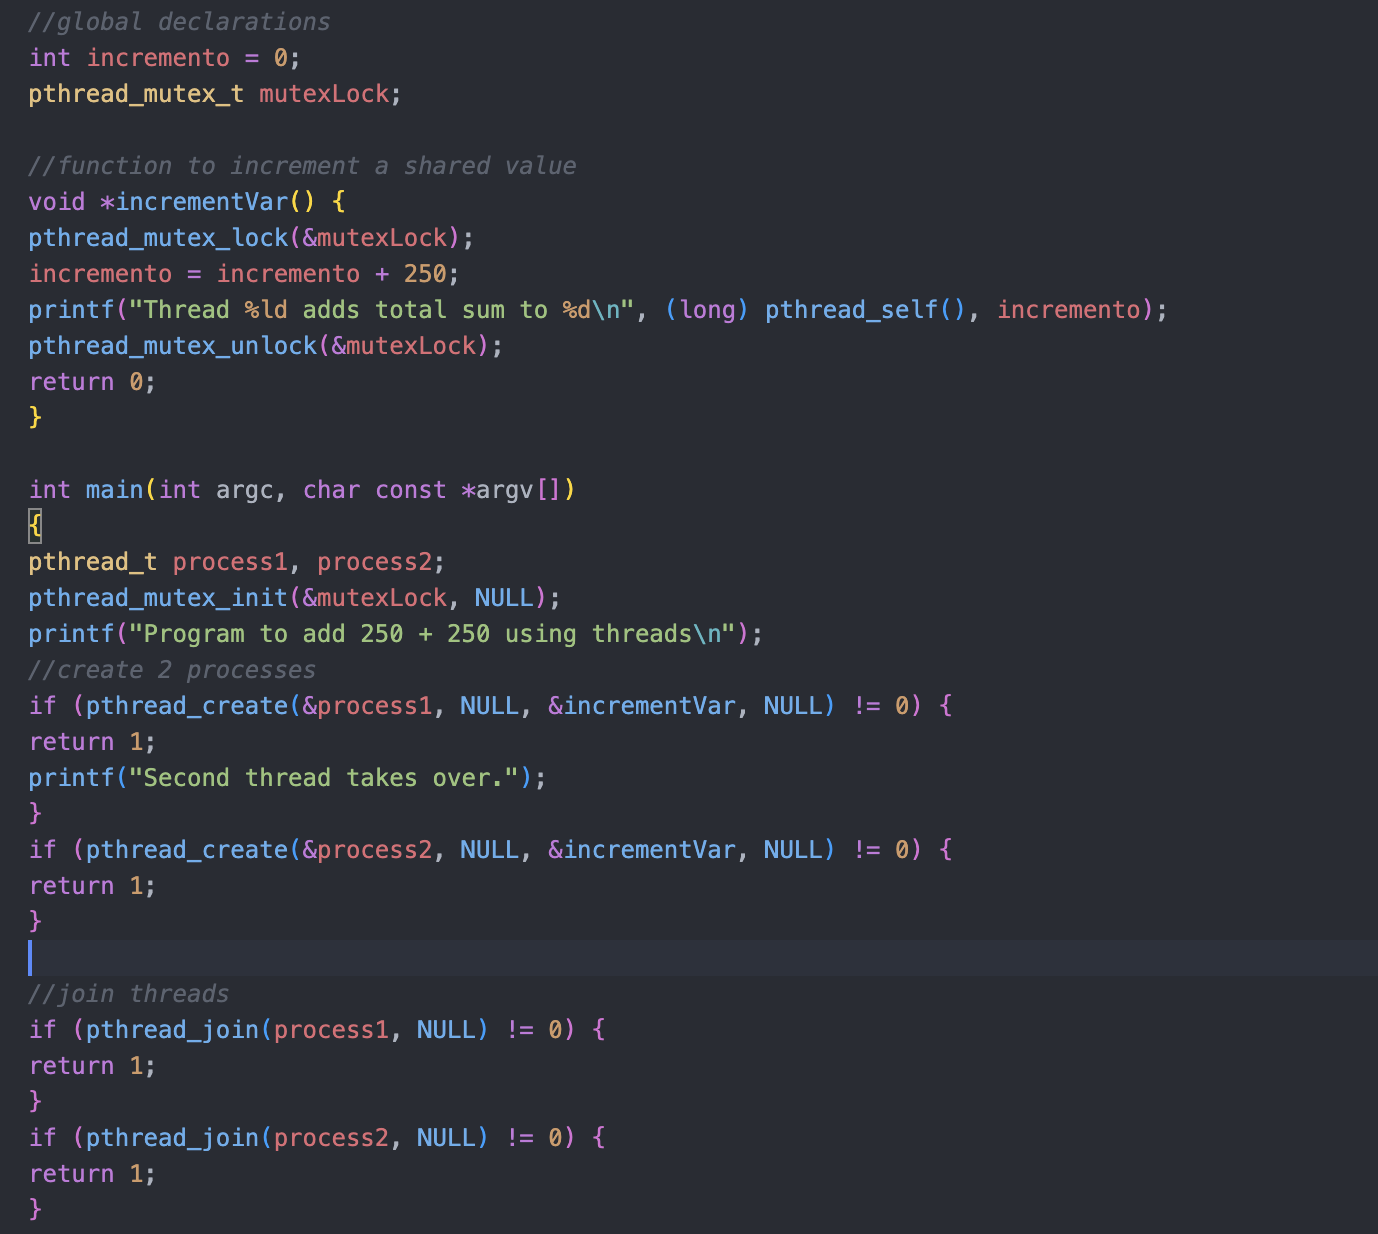 //global declarations
int incremento = 0;
pthread_mutex_t mutexLock;
//function to increment a shared value
void *incrementVar() {
pthread_mutex_lock(&mutexLock);
incremento = incremento + 250;
printf("Thread %ld adds total sum to %d\n", (long) pthread_self(), incremento);
pthread_mutex_unlock(&mutexLock);
return 0;
}
int main(int argc, char const *argv[])
{
pthread_t process1, process2;
pthread_mutex_init(&mutexLock, NULL);
printf("Program to add 250 + 250 using threads\n");
//create 2 processes
if (pthread_create(&process1, NULL, &incrementVar, NULL) != 0) {
return 1;
printf("Second thread takes over.");
}
if (pthread_create(&process2, NULL, &incrementVar, NULL) != 0) {
return 1;
}
//join threads
if (pthread_join(process1, NULL) != 0) {
return 1;
}
if (pthread_join(process2, NULL) != 0) {
return 1;
}